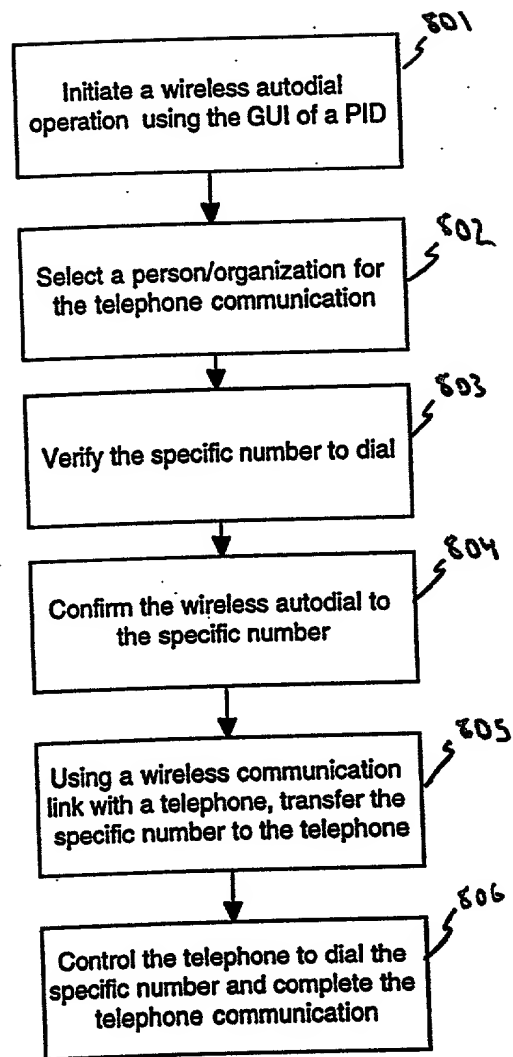 801
Initiate a wireless autodial
operation using the GUI of a PID
802
Select a person/organization for
the telephone communication
803
Verify the specific number to dial
804
Confirm the wireless autodial to
the specific number
805
Using a wireless communication
link with a telephone, transfer the
specific number to the telephone
806
Control the telephone to dial the
specific number and complete the
telephone communication